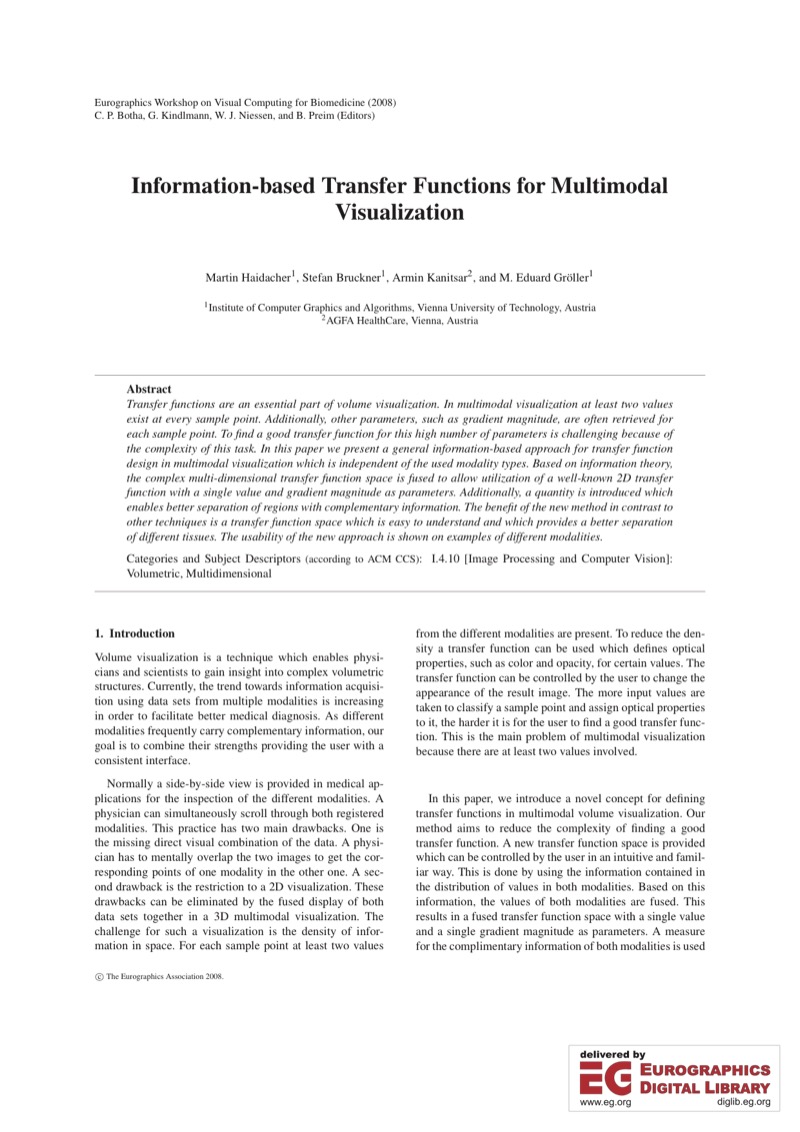 Eurographics Workshop on Visual Computing for Biomedicine (2008)
C. P. Botha, G. Kindlmann, W. J. Niessen, and B. Preim (Editors)
Information-based Transfer Functions for Multimodal
Visualization
Martin Haidacher1, Stefan Bruckner1, Armin Kanitsar2, and M. Eduard Gröller1
1Institute of Computer Graphics and Algorithms, Vienna University of Technology, Austria
2AGFA HealthCare, Vienna, Austria
Abstract
Transfer functions are an essential part of volume visualization. In multimodal visualization at least two values
exist at every sample point. Additionally, other parameters, such as gradient magnitude, are often retrieved for
each sample point. To find a good transfer function for this high number of parameters is challenging because of
the complexity of this task. In this paper we present a general information-based approach for transfer function
design in multimodal visualization which is independent of the used modality types. Based on information theory,
the complex multi-dimensional transfer function space is fused to allow utilization of a well-known 2D transfer
function with a single value and gradient magnitude as parameters. Additionally, a quantity is introduced which
enables better separation of regions with complementary information. The benefit of the new method in contrast to
other techniques is a transfer function space which is easy to understand and which provides a better separation
of different tissues. The usability of the new approach is shown on examples of different modalities.
Categories and Subject Descriptors (according to ACM CCS): I.4.10 [Image Processing and Computer Vision]:
Volumetric, Multidimensional
1. Introduction
Volume visualization is a technique which enables physi-
cians and scientists to gain insight into complex volumetric
structures. Currently, the trend towards information acquisi-
tion using data sets from multiple modalities is increasing
in order to facilitate better medical diagnosis. As different
modalities frequently carry complementary information, our
goal is to combine their strengths providing the user with a
consistent interface.
Normally a side-by-side view is provided in medical ap-
plications for the inspection of the different modalities. A
physician can simultaneously scroll through both registered
modalities. This practice has two main drawbacks. One is
the missing direct visual combination of the data. A physi-
cian has to mentally overlap the two images to get the cor-
responding points of one modality in the other one. A sec-
ond drawback is the restriction to a 2D visualization. These
drawbacks can be eliminated by the fused display of both
data sets together in a 3D multimodal visualization. The
challenge for such a visualization is the density of infor-
mation in space. For each sample point at least two values
from the different modalities are present. To reduce the den-
sity a transfer function can be used which defines optical
properties, such as color and opacity, for certain values. The
transfer function can be controlled by the user to change the
appearance of the result image. The more input values are
taken to classify a sample point and assign optical properties
to it, the harder it is for the user to find a good transfer func-
tion. This is the main problem of multimodal visualization
because there are at least two values involved.
In this paper, we introduce a novel concept for defining
transfer functions in multimodal volume visualization. Our
method aims to reduce the complexity of finding a good
transfer function. A new transfer function space is provided
which can be controlled by the user in an intuitive and famil-
iar way. This is done by using the information contained in
the distribution of values in both modalities. Based on this
information, the values of both modalities are fused. This
results in a fused transfer function space with a single value
and a single gradient magnitude as parameters. A measure
for the complimentary information of both modalities is used
© The Eurographics Association 2008.
delivered by
EG EUROGRAPHICS
DIGITAL LIBRARY
www.eg.org diglib.eg.org